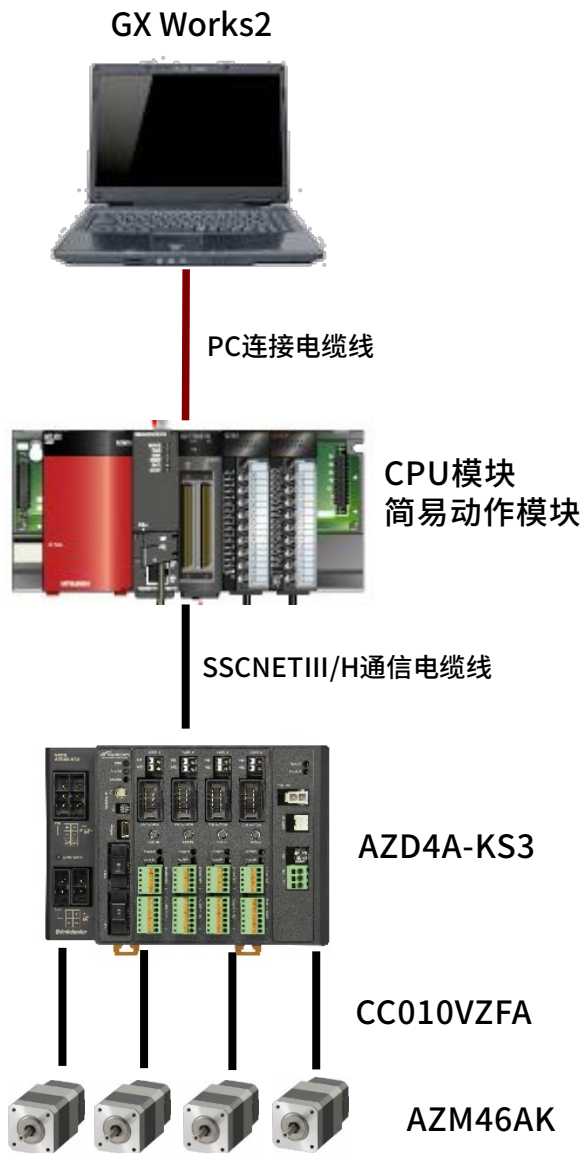 GX Works2
PC连接电缆线
CPU模块
简易动作模块
SSCNETIII/H通信电缆线
AZD4A-KS3
CC010VZFA
AZM46AK